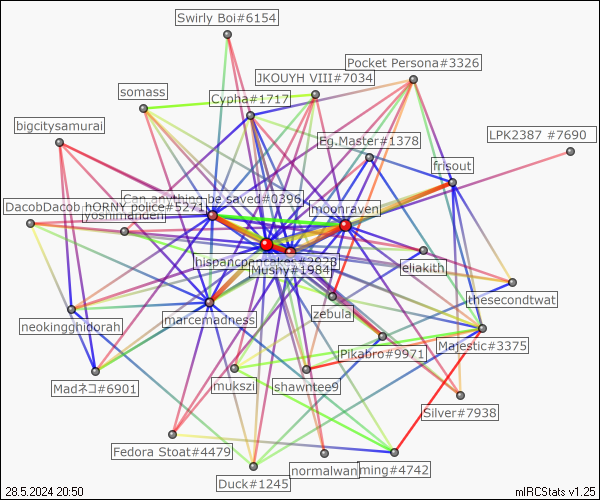 Swirly Boi#6154
Pocket Persona#3326
JKOUYH VIII#7034
somass
Cypha#1717
bigcitysamurai
Eg.Master#1378
LPK2387 #7690
frisout
Can anything be saved#0396
DacobDacob hORNY police#5271
moonraven
yoshimahden
hispancpancakes#2938
Mushy#1984
eliakith
thesecondtwat
zebula
neokingghidorah
marcemadness
Majestic#3375
Pikabro#9971
Madネコ#6901
mukszi
shawntee9
Silver#7938
Fedora Stoat#4479
Duck#1245
normalwan
ming#4742
28.5.2024 20:50
mIRCStats v1.25